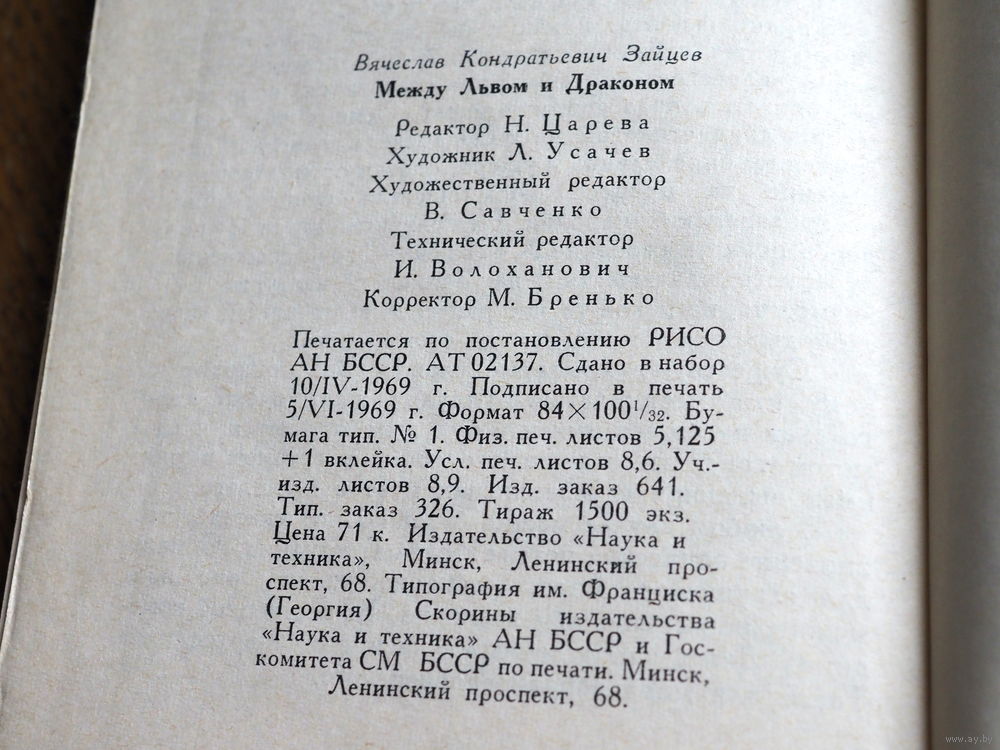 Вячеслав Кондратьевич Зайцев
Между Львом и Драконом
Редактор Н. Царева
Художник Л. Усачев
Художественный редактор
В. Савченко
Технический редактор
И. Волоханович
Корректор М. Бренько
Печатается по постановлению РИСО
АН БССР. АТ 02137. Сдано в набор
10/IV-1969 г. Подписано в печать
5/VI-1969 г. Формат 84×100¹/₃₂. Бу-
мага тип. № 1. Физ. печ. листов 5,125
+1 вклейка. Усл. печ. листов 8,6. Уч.-
изд. листов 8,9. Изд. заказ 641.
Тип. заказ 326. Тираж 1500 экз.
Цена 71 к. Издательство «Наука и
техника», Минск, Ленинский про-
спект, 68. Типография им. Франциска
(Георгия) Скорины издательства
«Наука и техника» АН БССР и Гос-
комитета СМ БССР по печати. Минск,
Ленинский проспект, 68.
www.ay.by